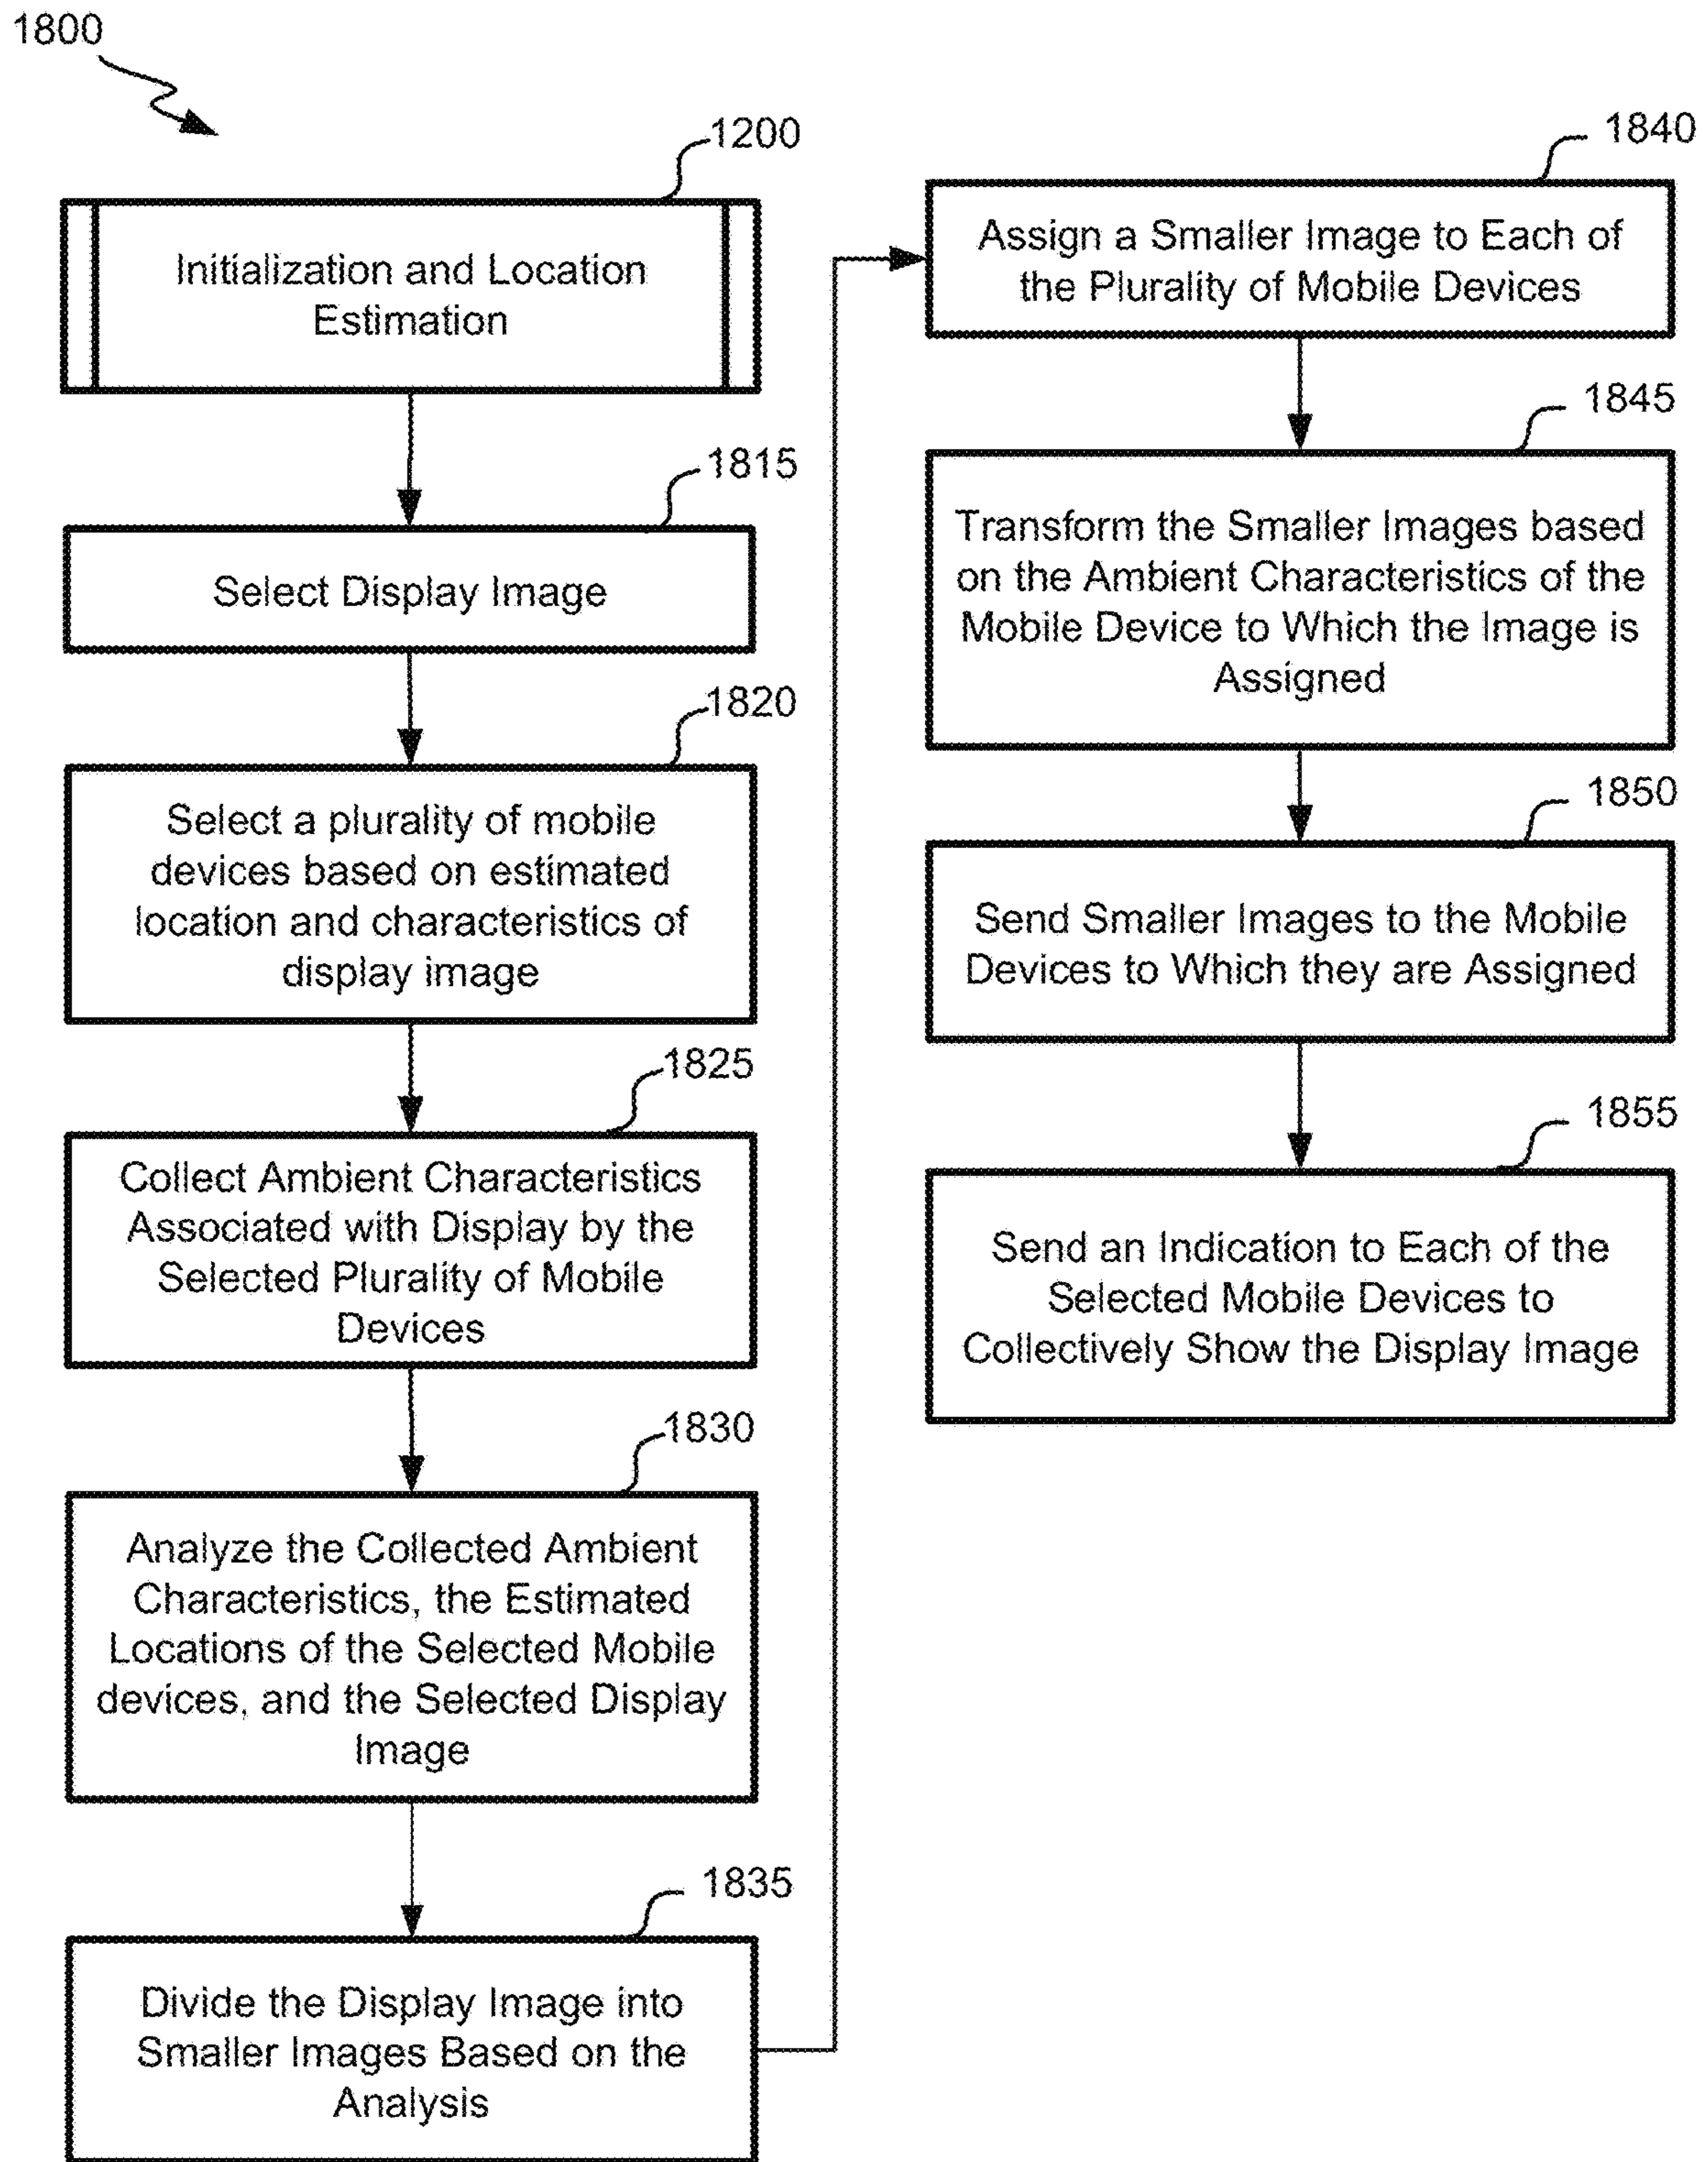 1800
1200
Initialization and Location
Estimation
1815
Select Display Image
1820
Select a plurality of mobile
devices based on estimated
location and characteristics of
display image
1825
Collect Ambient Characteristics
Associated with Display by the
Selected Plurality of Mobile
Devices
1830
Analyze the Collected Ambient
Characteristics, the Estimated
Locations of the Selected Mobile
devices, and the Selected Display
Image
1835
Divide the Display Image into
Smaller Images Based on the
Analysis
1840
Assign a Smaller Image to Each of
the Plurality of Mobile Devices
1845
Transform the Smaller Images based
on the Ambient Characteristics of the
Mobile Device to Which the Image is
Assigned
1850
Send Smaller Images to the Mobile
Devices to Which they are Assigned
1855
Send an Indication to Each of the
Selected Mobile Devices to
Collectively Show the Display Image